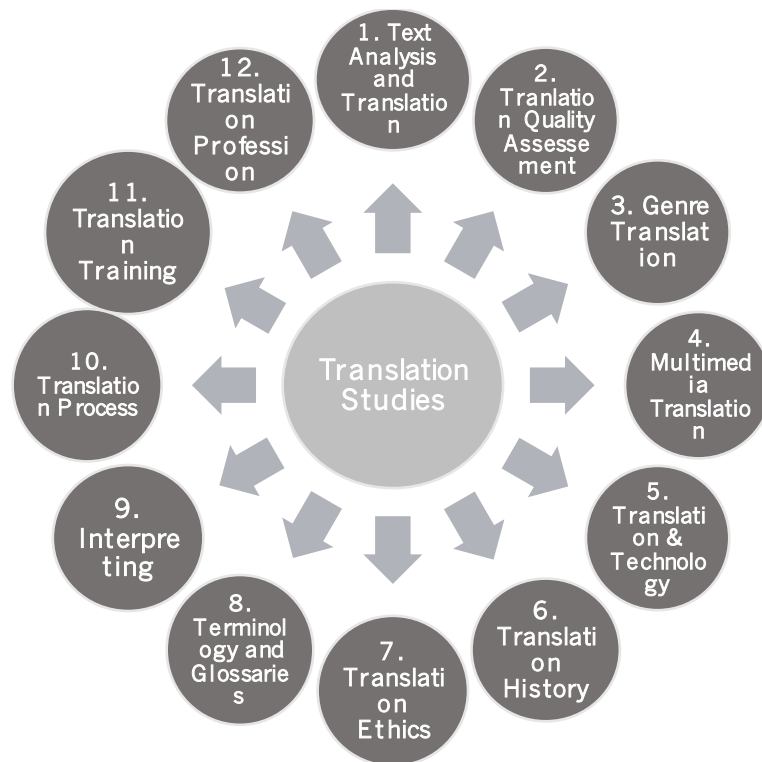 1. Text
Analysis
and
Translatio
n
2.
Tranlatio
n Quality
Assesse
ment
3. Genre
Translat
ion
4.
Multimed
ia
Translatio
n
5.
Translati
on &
Technolo
gy
6.
Translati
on
History
7.
Translati
on
Ethics
8.
Terminol
ogy and
Glossarie
s
9.
Interpre
ting
10.
Translatio
n Process
11.
Translatio
n
Training
12.
Translati
on
Professi
on
Translation
Studies